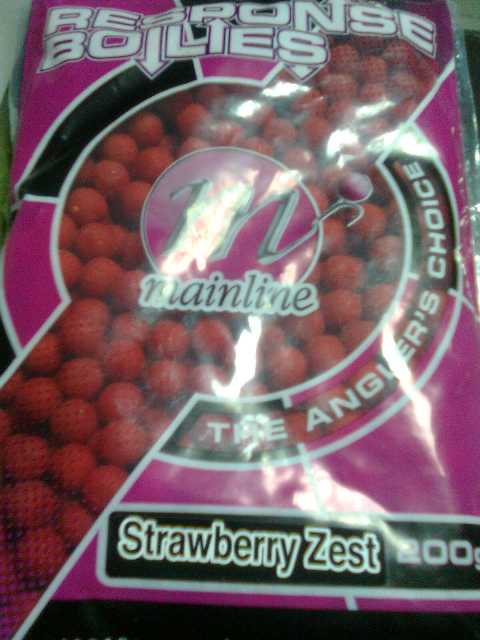 RESPONSE
BOILIES
m
mainline
THE ANGLER'S CHOICE
Strawberry Zest 200g